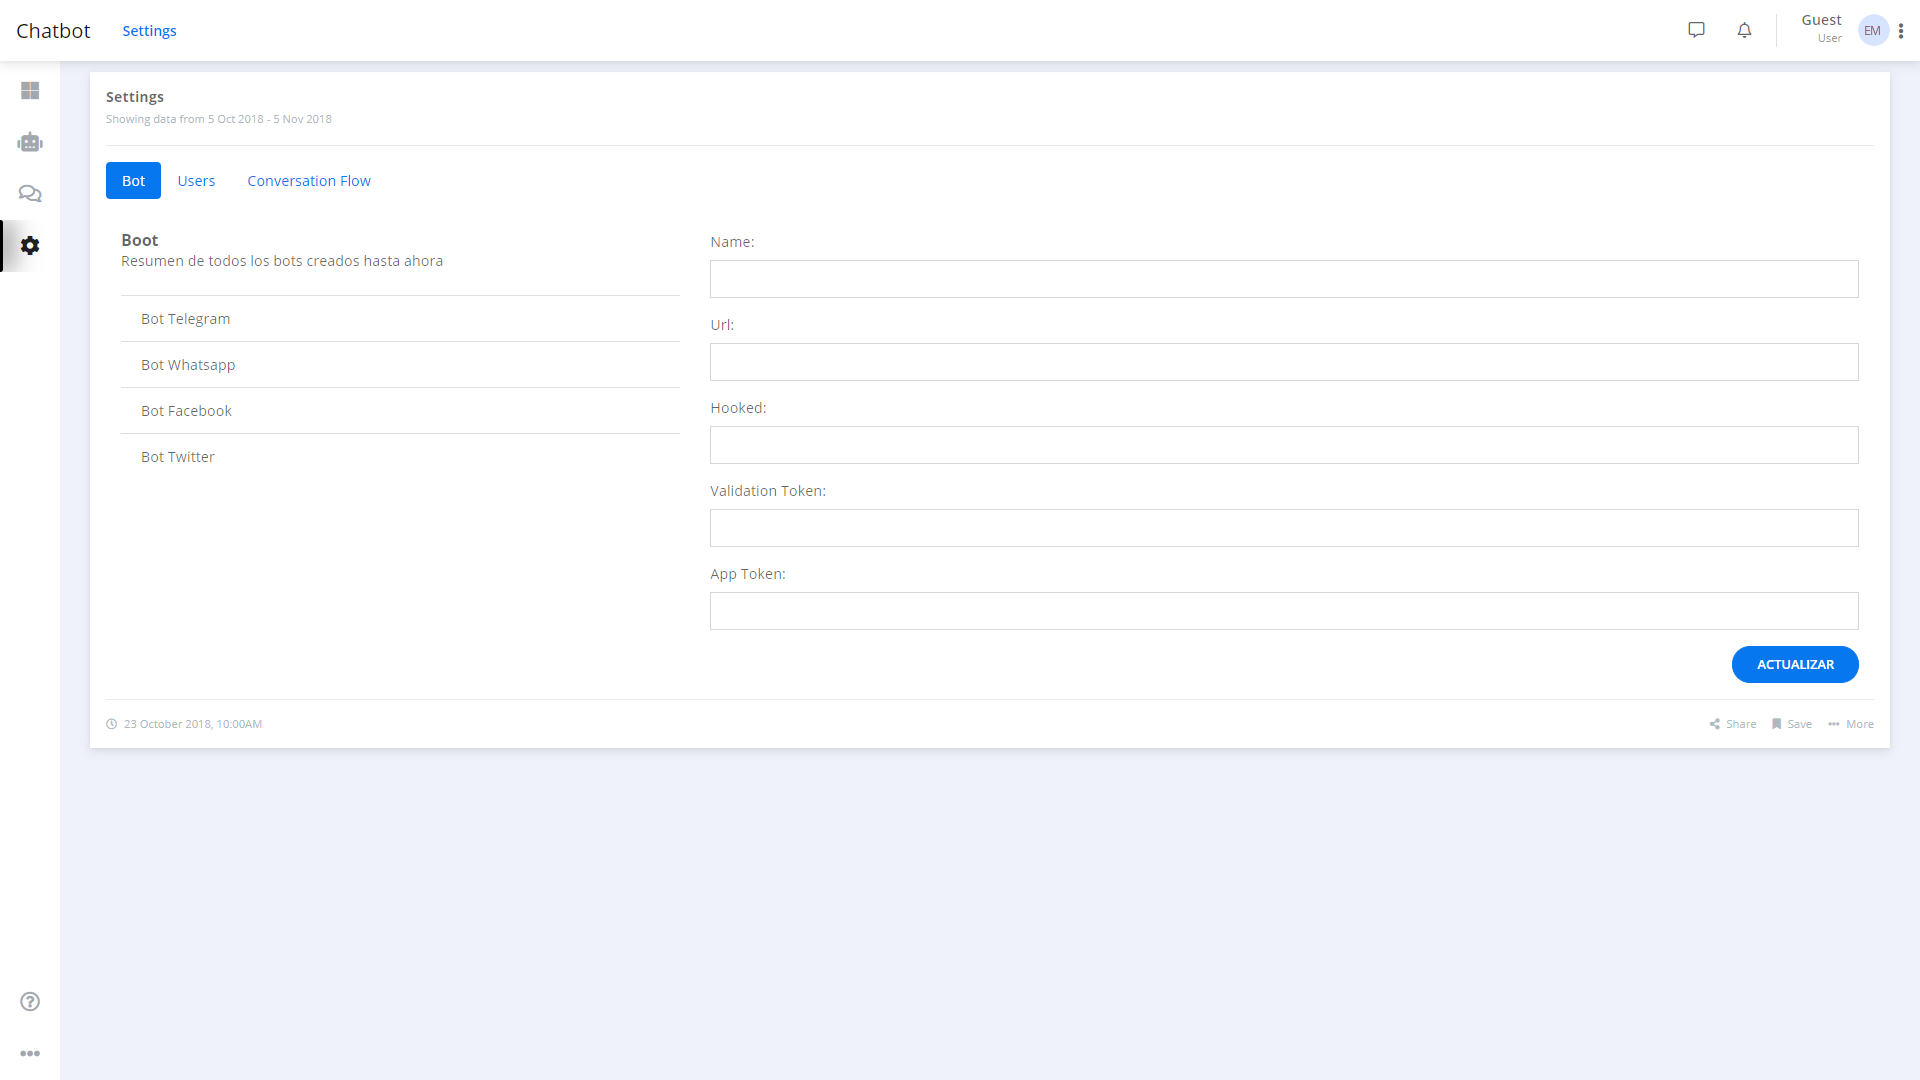 Chatbot
Settings
Guest
User
EM
Settings
Showing data from 5 Oct 2018 - 5 Nov 2018
Bot
Users
Conversation Flow
Boot
Resumen de todos los bots creados hasta ahora
Bot Telegram
Bot Whatsapp
Bot Facebook
Bot Twitter
Name:
Url:
Hooked:
Validation Token:
App Token:
ACTUALIZAR
23 October 2018, 10:00AM
Share
Save
More